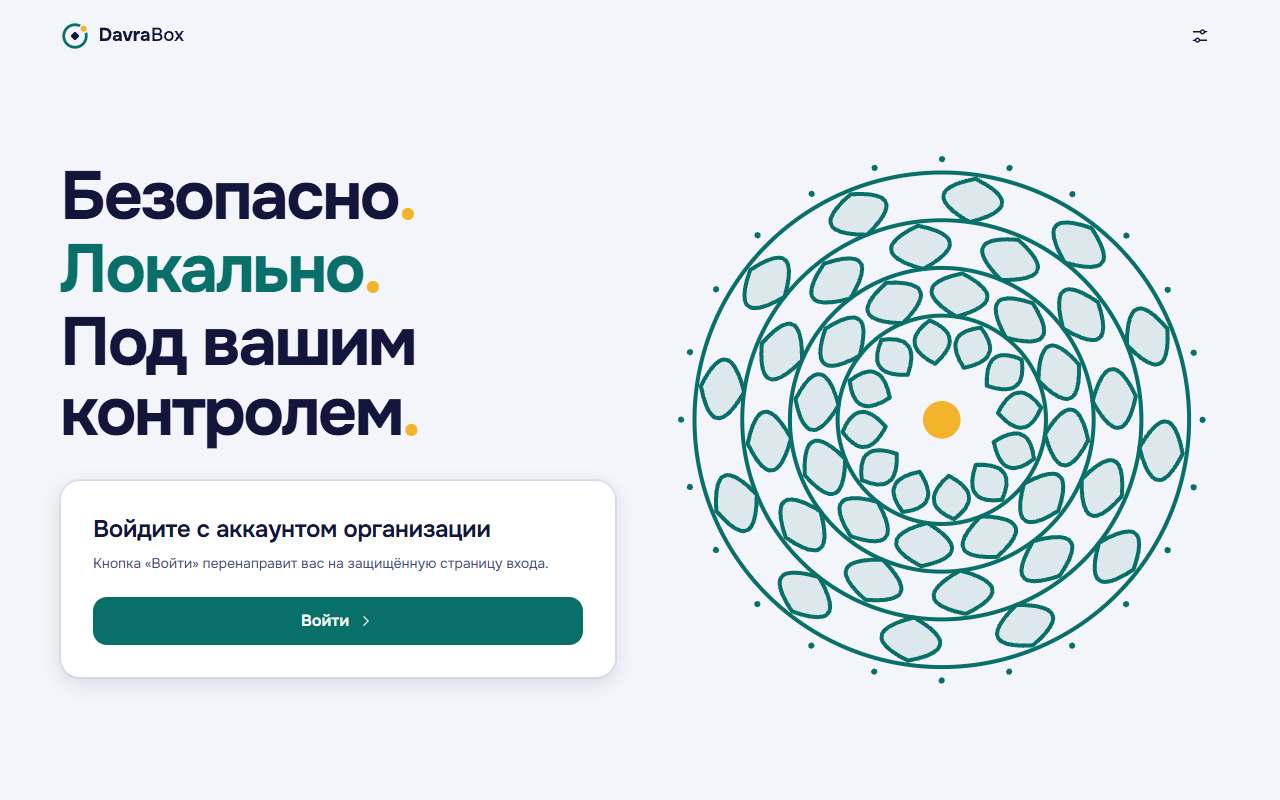 DavraBox
Безопасно.
Локально.
Под вашим
контролем.
Войдите с аккаунтом организации
Кнопка «Войти» перенаправит вас на защищённую страницу входа.
Войти